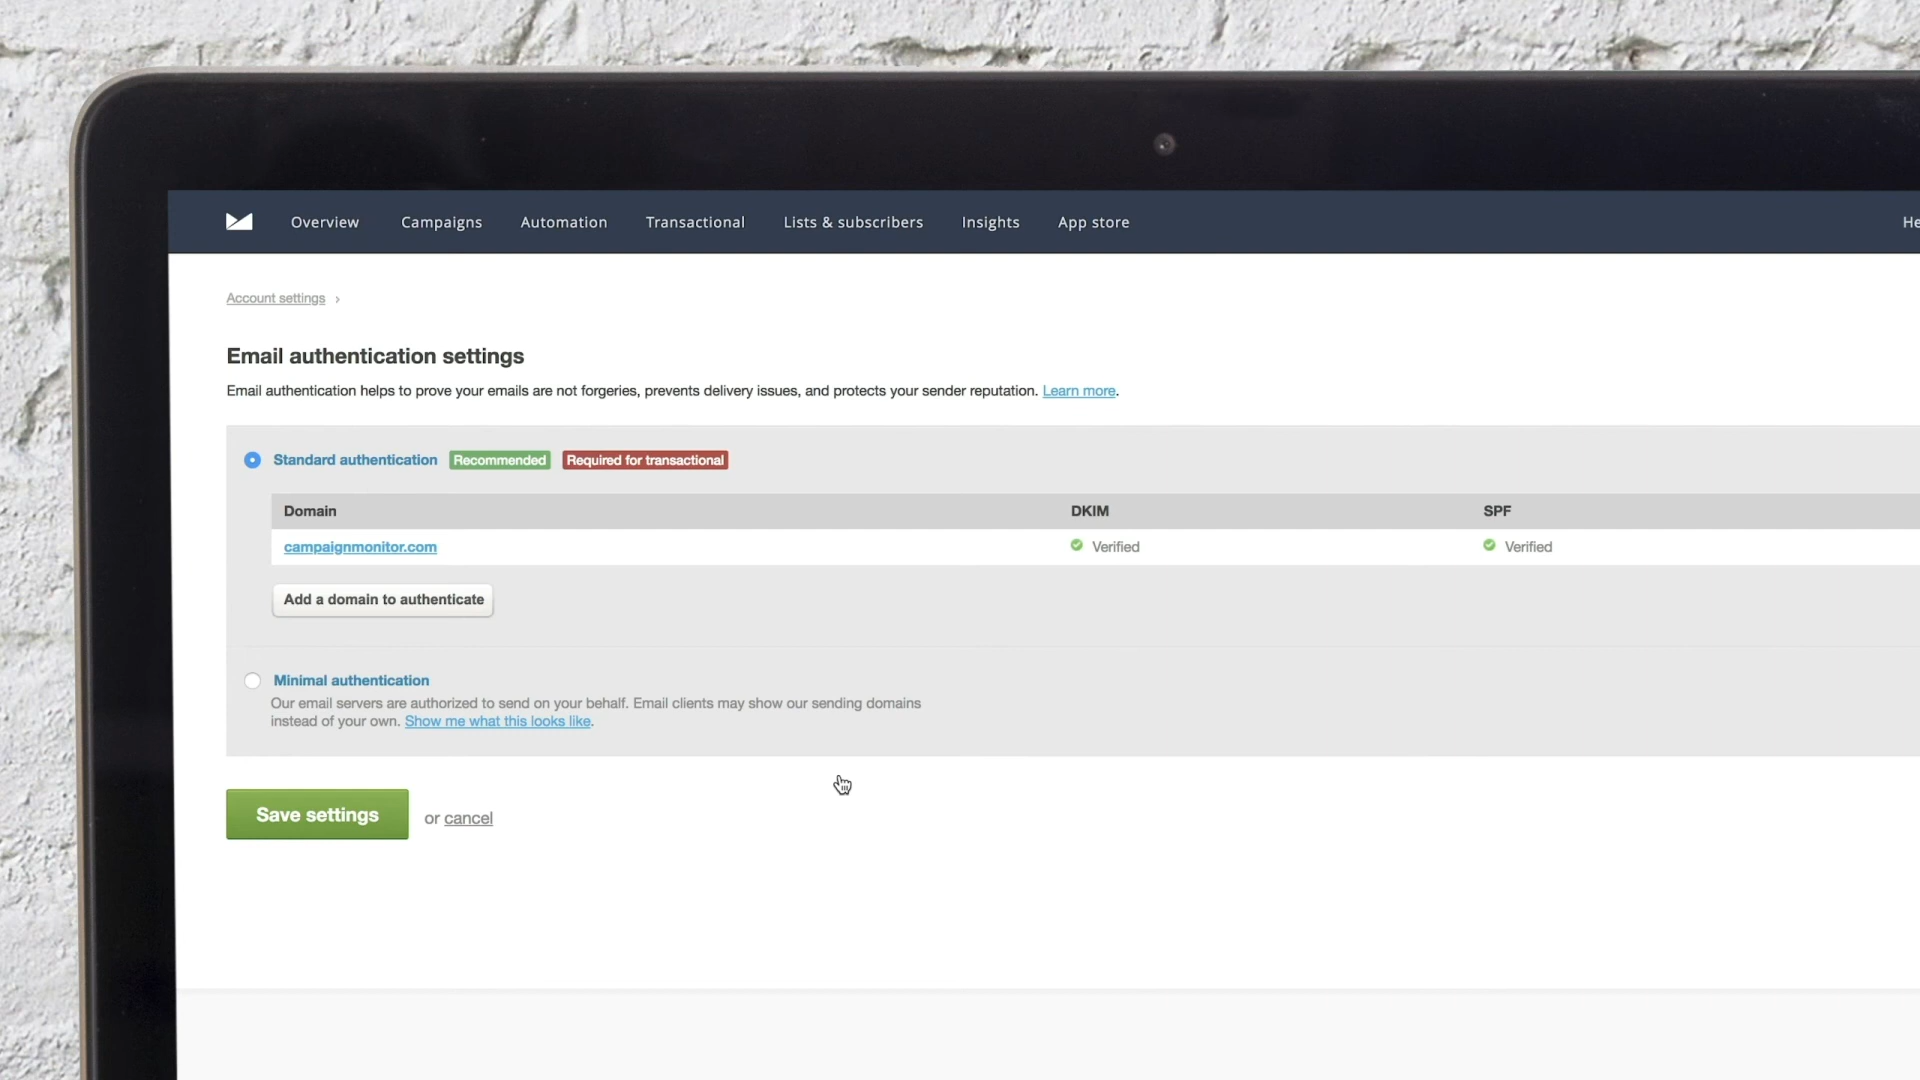 Overview Campaigns Automation Transactional Lists & subscribers Insights App store He
Account settings ›
Email authentication settings
Email authentication helps to prove your emails are not forgeries, prevents delivery issues, and protects your sender reputation. Learn more.
Standard authentication Recommended Required for transactional
Domain DKIM SPF
campaignmonitor.com Verified Verified
Add a domain to authenticate
Minimal authentication
Our email servers are authorized to send on your behalf. Email clients may show our sending domains
instead of your own. Show me what this looks like.
Save settings or cancel